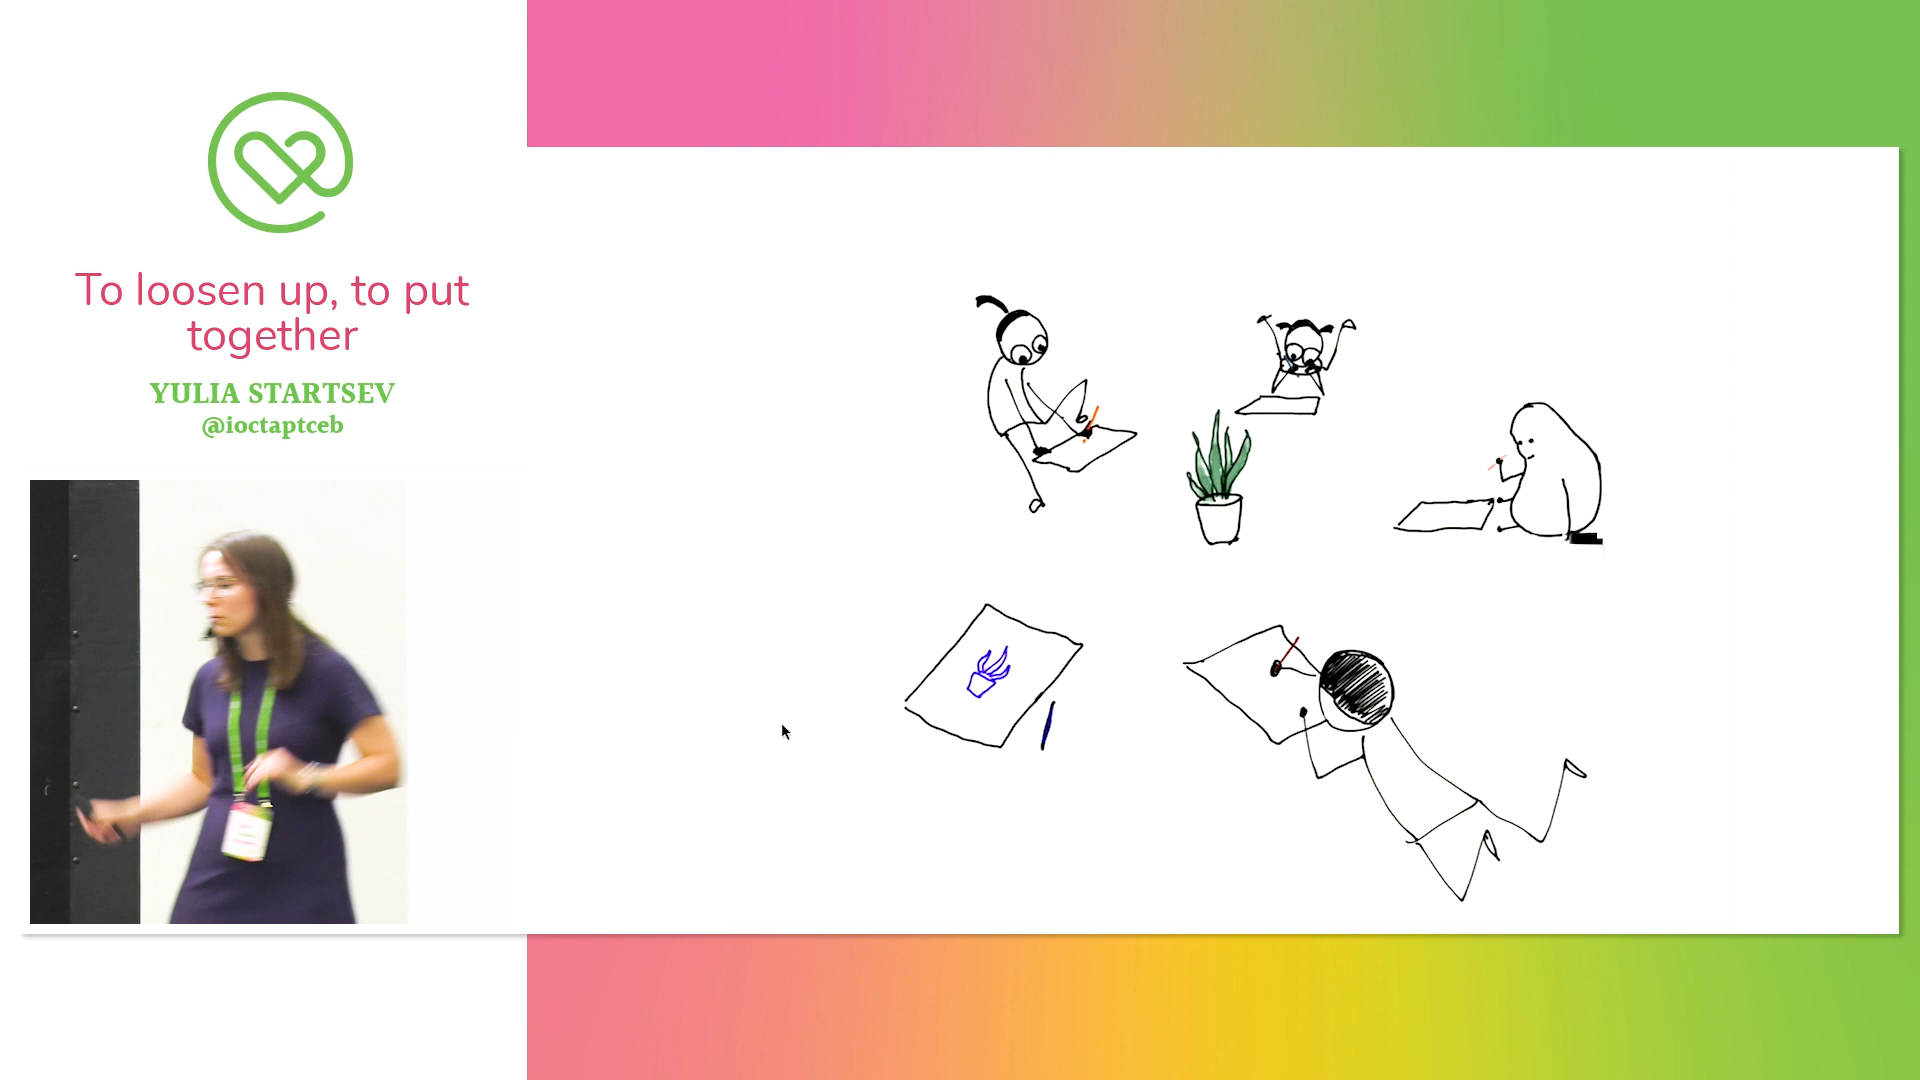 To loosen up, to put
together
YULIA STARTSEV
@ioctaptceb